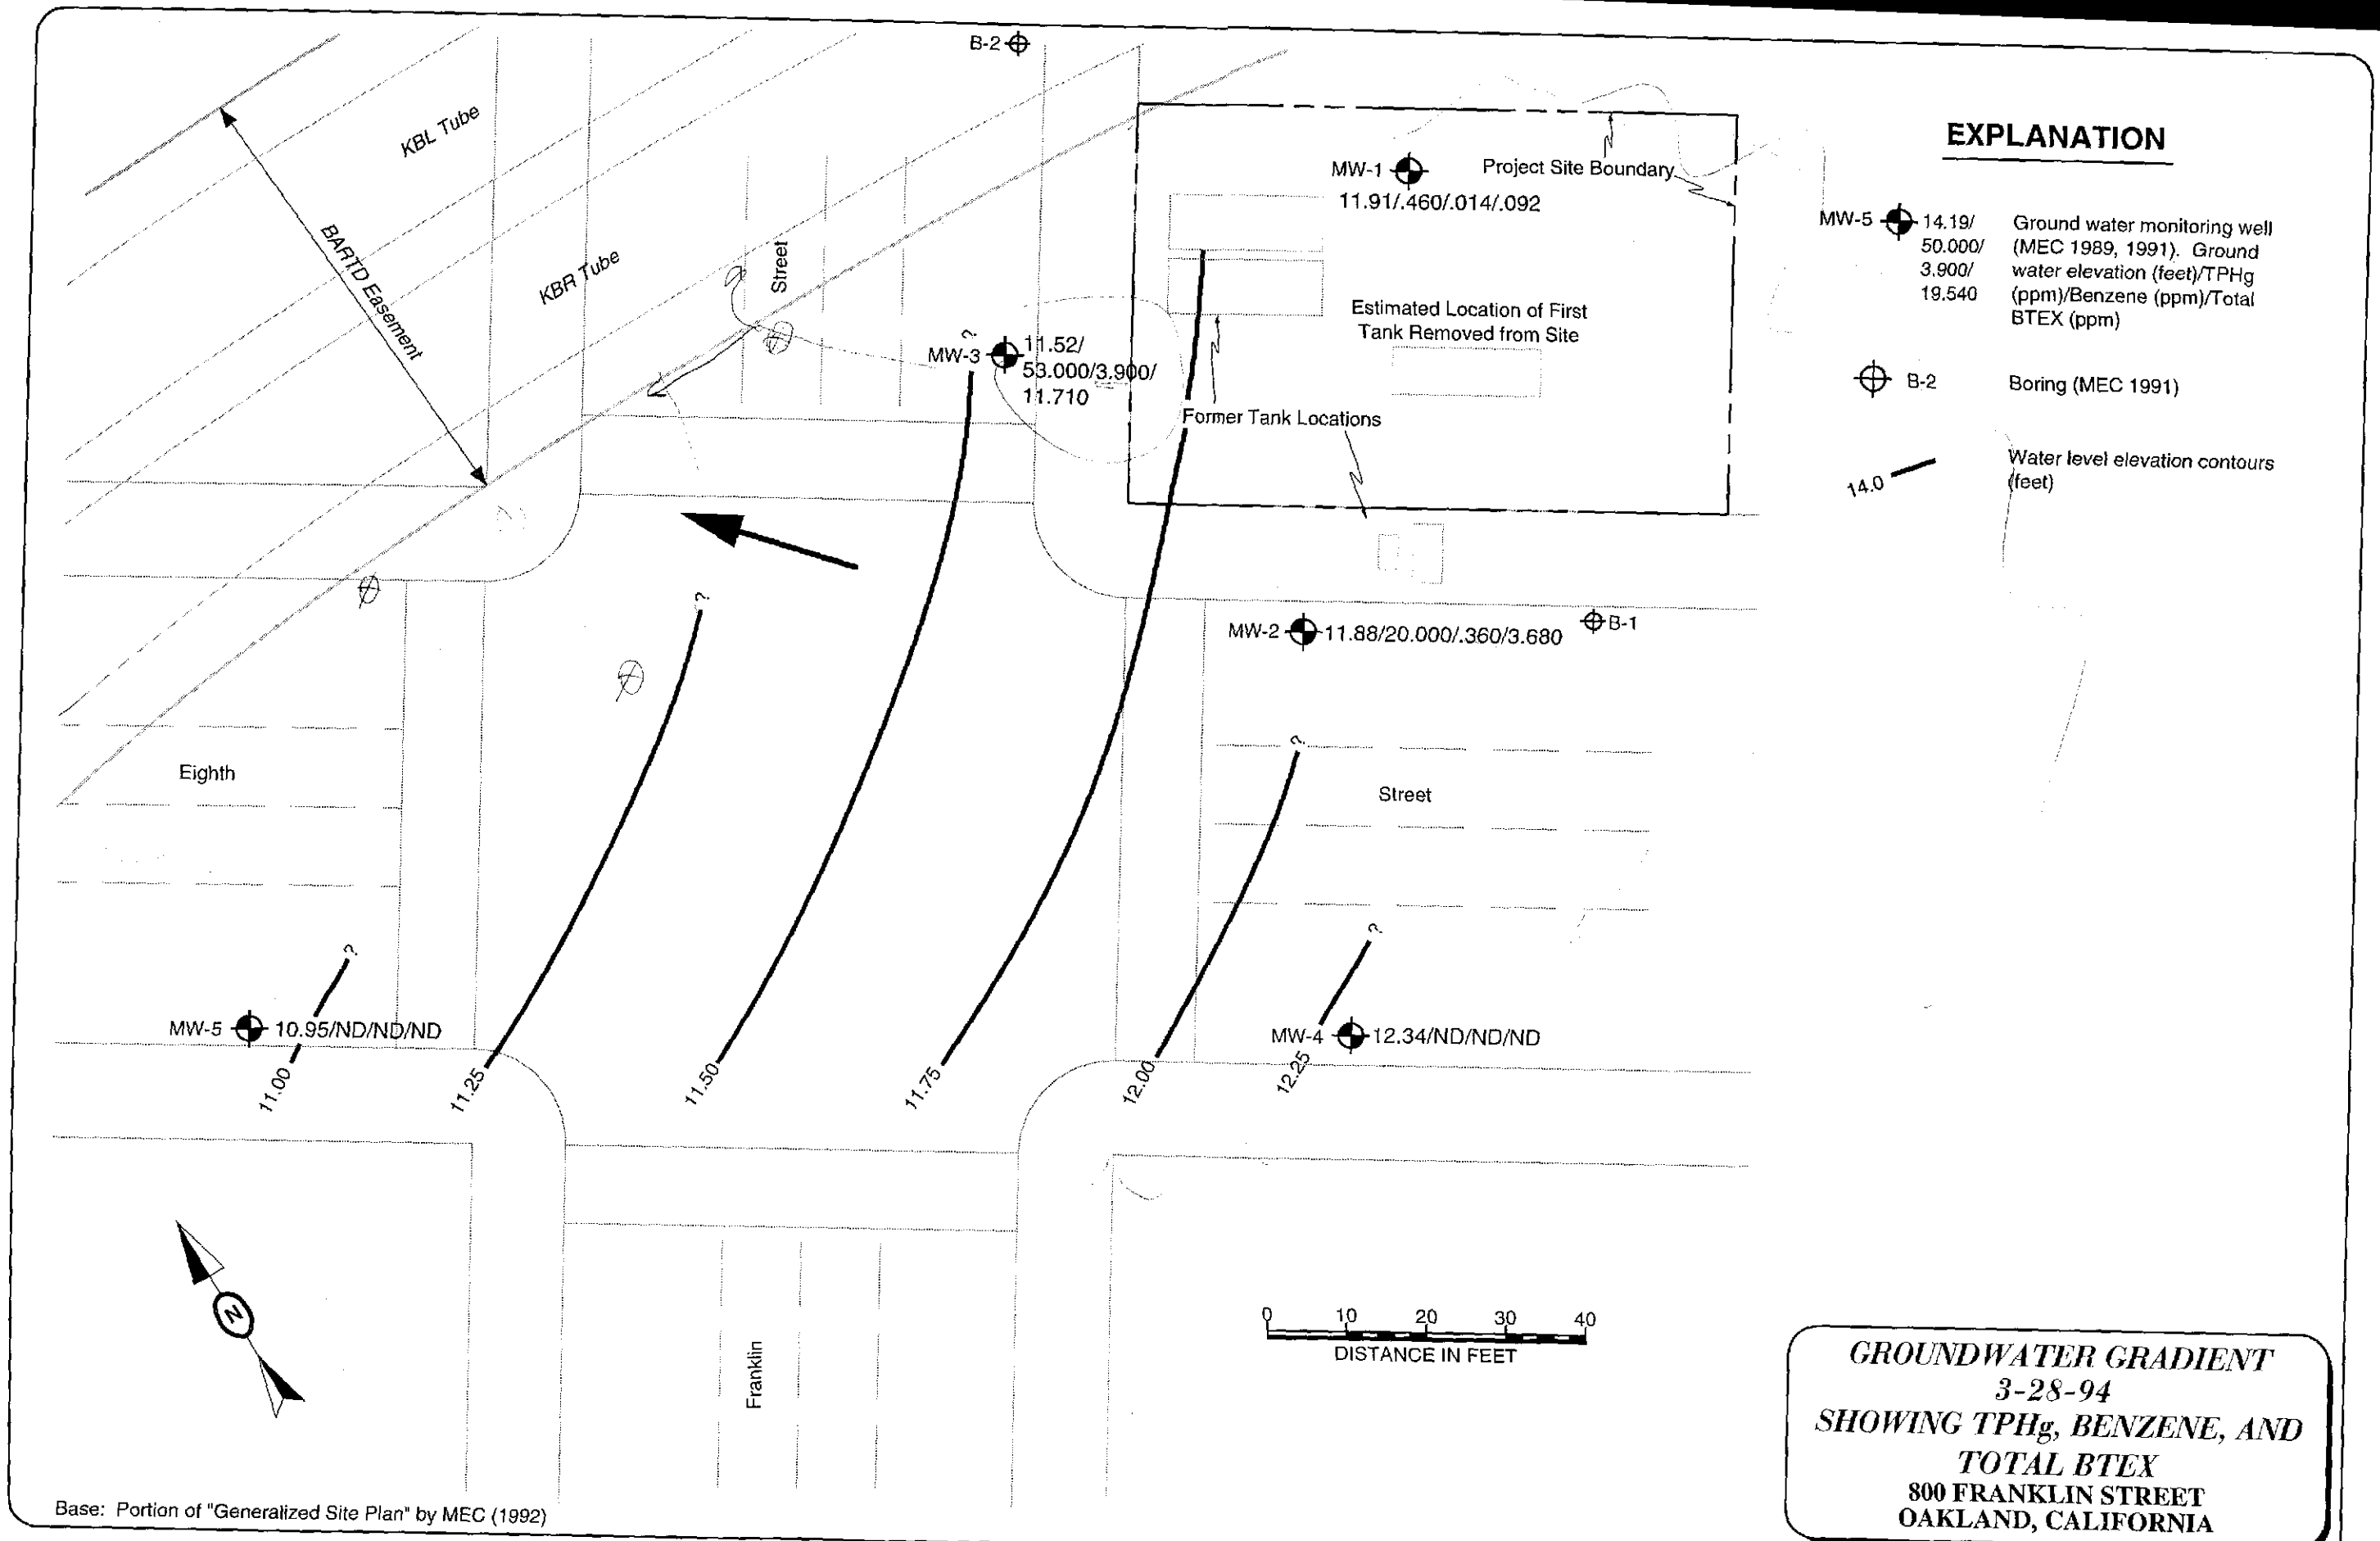 B-2
KBL Tube
KBR Tube
BARTD Easement
Street
MW-1
11.91/.460/.014/.092
Project Site Boundary
?
MW-3
11.52/
53.000/3.900/
11.710
Estimated Location of First
Tank Removed from Site
Former Tank Locations
EXPLANATION
MW-5
14.19/
50.000/
3.900/
19.540
Ground water monitoring well
(MEC 1989, 1991). Ground
water elevation (feet)/TPHg
(ppm)/Benzene (ppm)/Total
BTEX (ppm)
B-2
Boring (MEC 1991)
14.0
Water level elevation contours
(feet)
?
MW-2
11.88/20.000/.360/3.680
B-1
Eighth
?
Street
?
?
MW-5
10.95/ND/ND/ND
MW-4
12.34/ND/ND/ND
11.00
11.25
11.50
11.75
12.00
12.25
N
Franklin
0 10 20 30 40
DISTANCE IN FEET
GROUNDWATER GRADIENT
3-28-94
SHOWING TPHg, BENZENE, AND
TOTAL BTEX
800 FRANKLIN STREET
OAKLAND, CALIFORNIA
Base: Portion of "Generalized Site Plan" by MEC (1992)